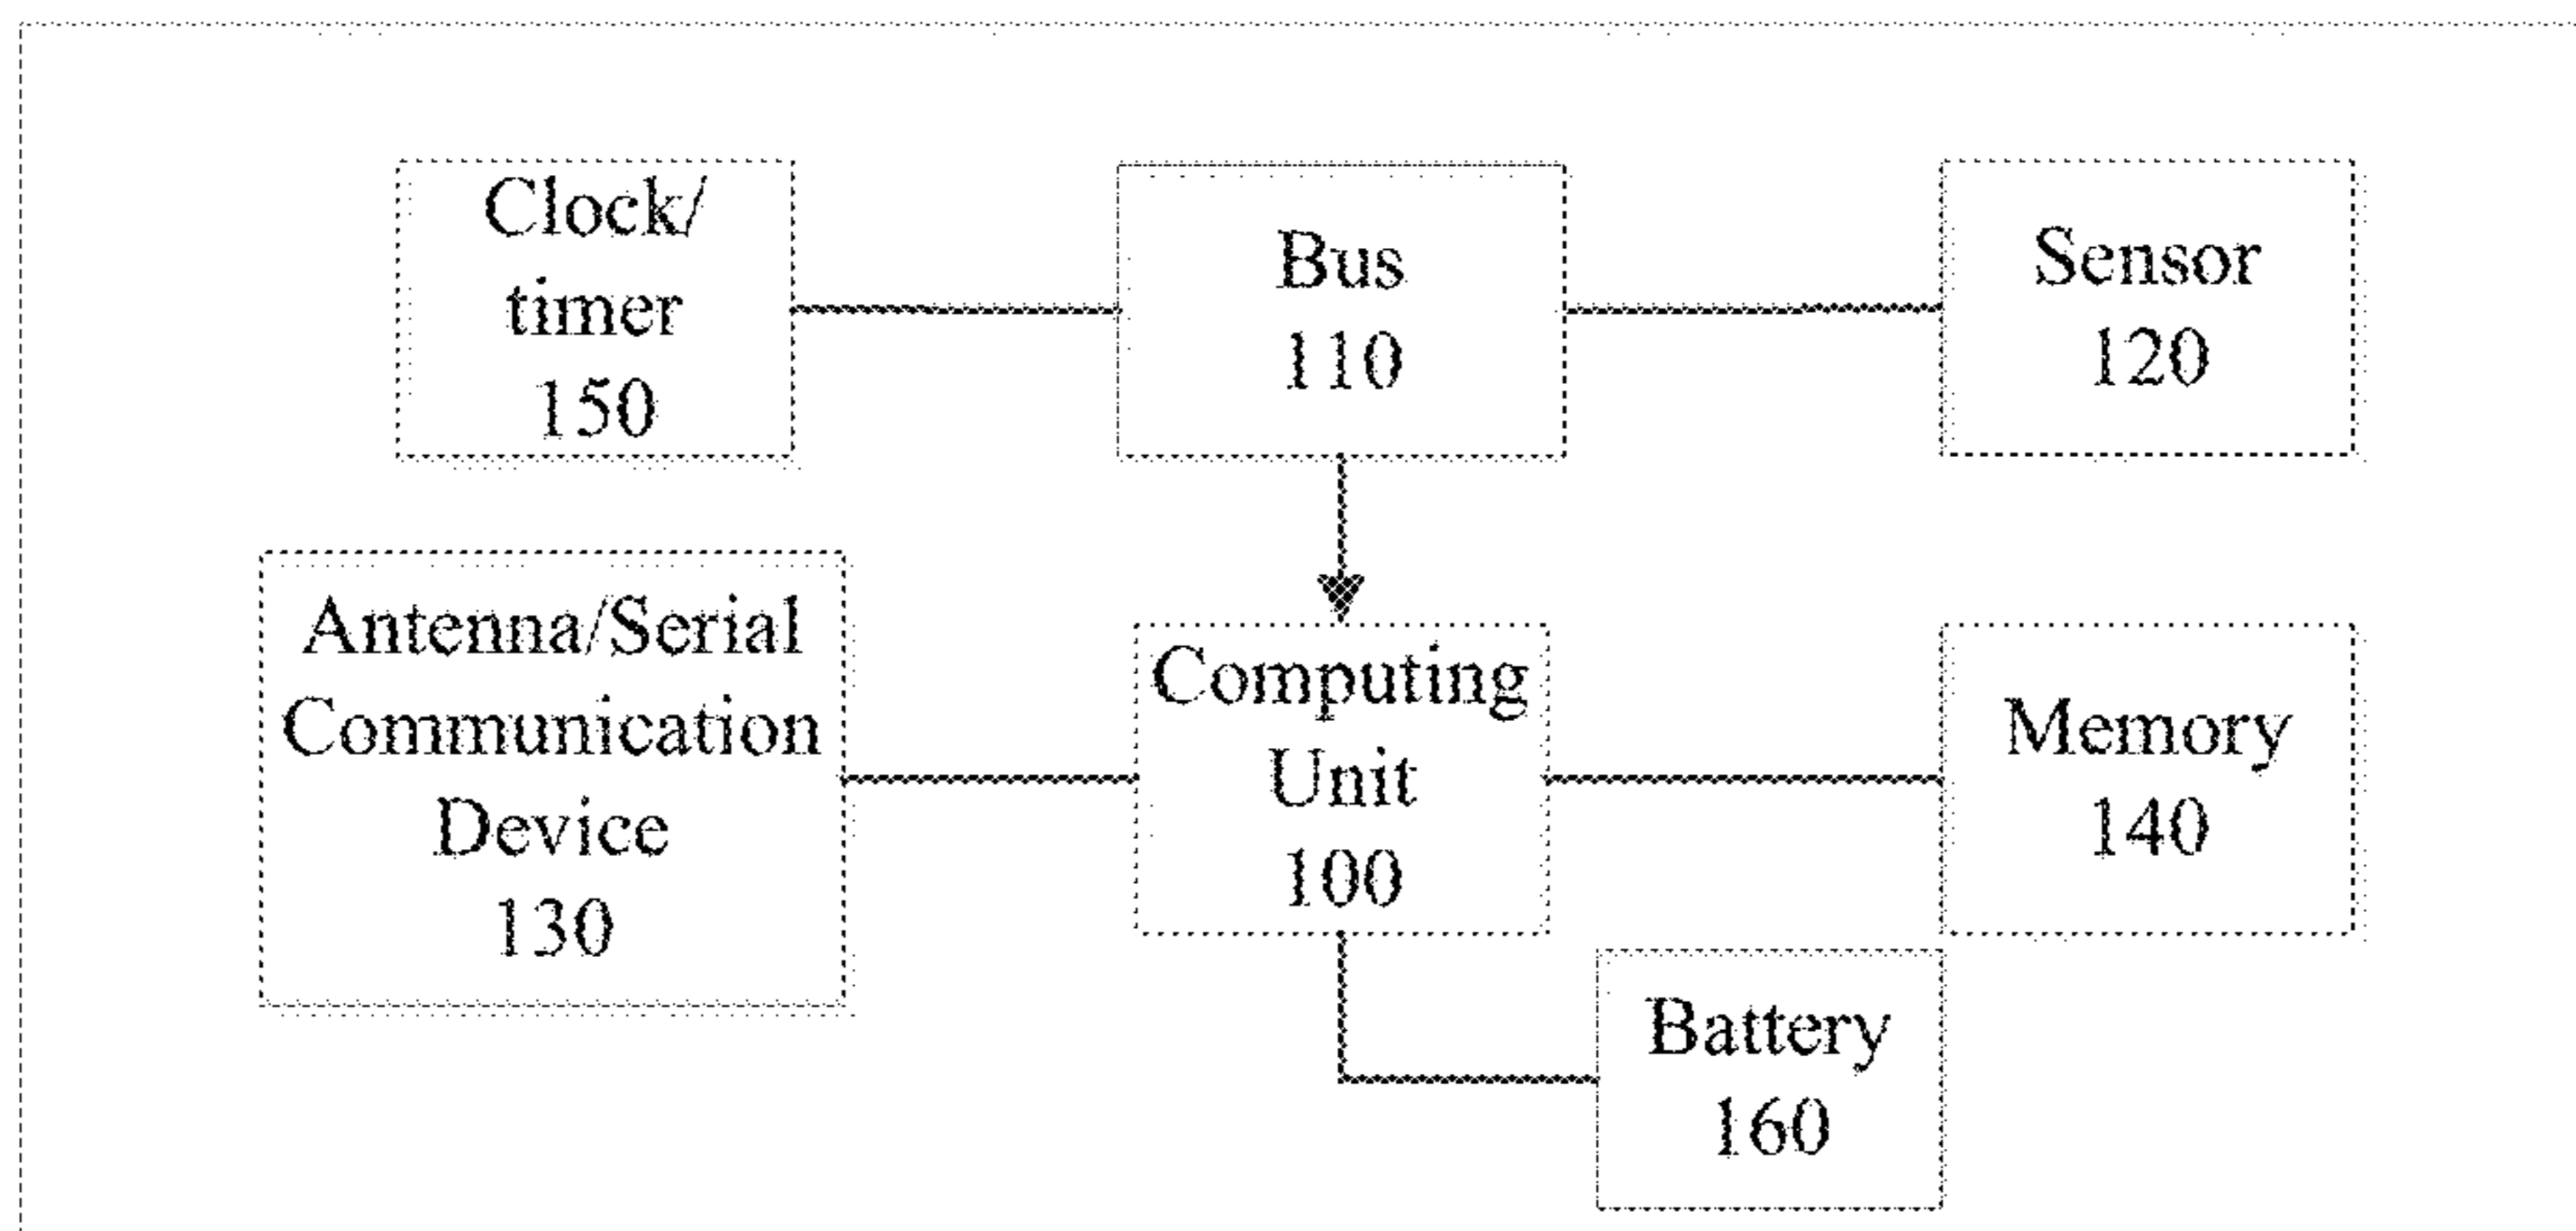 Clock/
timer
150
Bus
110
Sensor
120
Antenna/Serial
Communication
Device
130
Computing
Unit
100
Memory
140
Battery
160